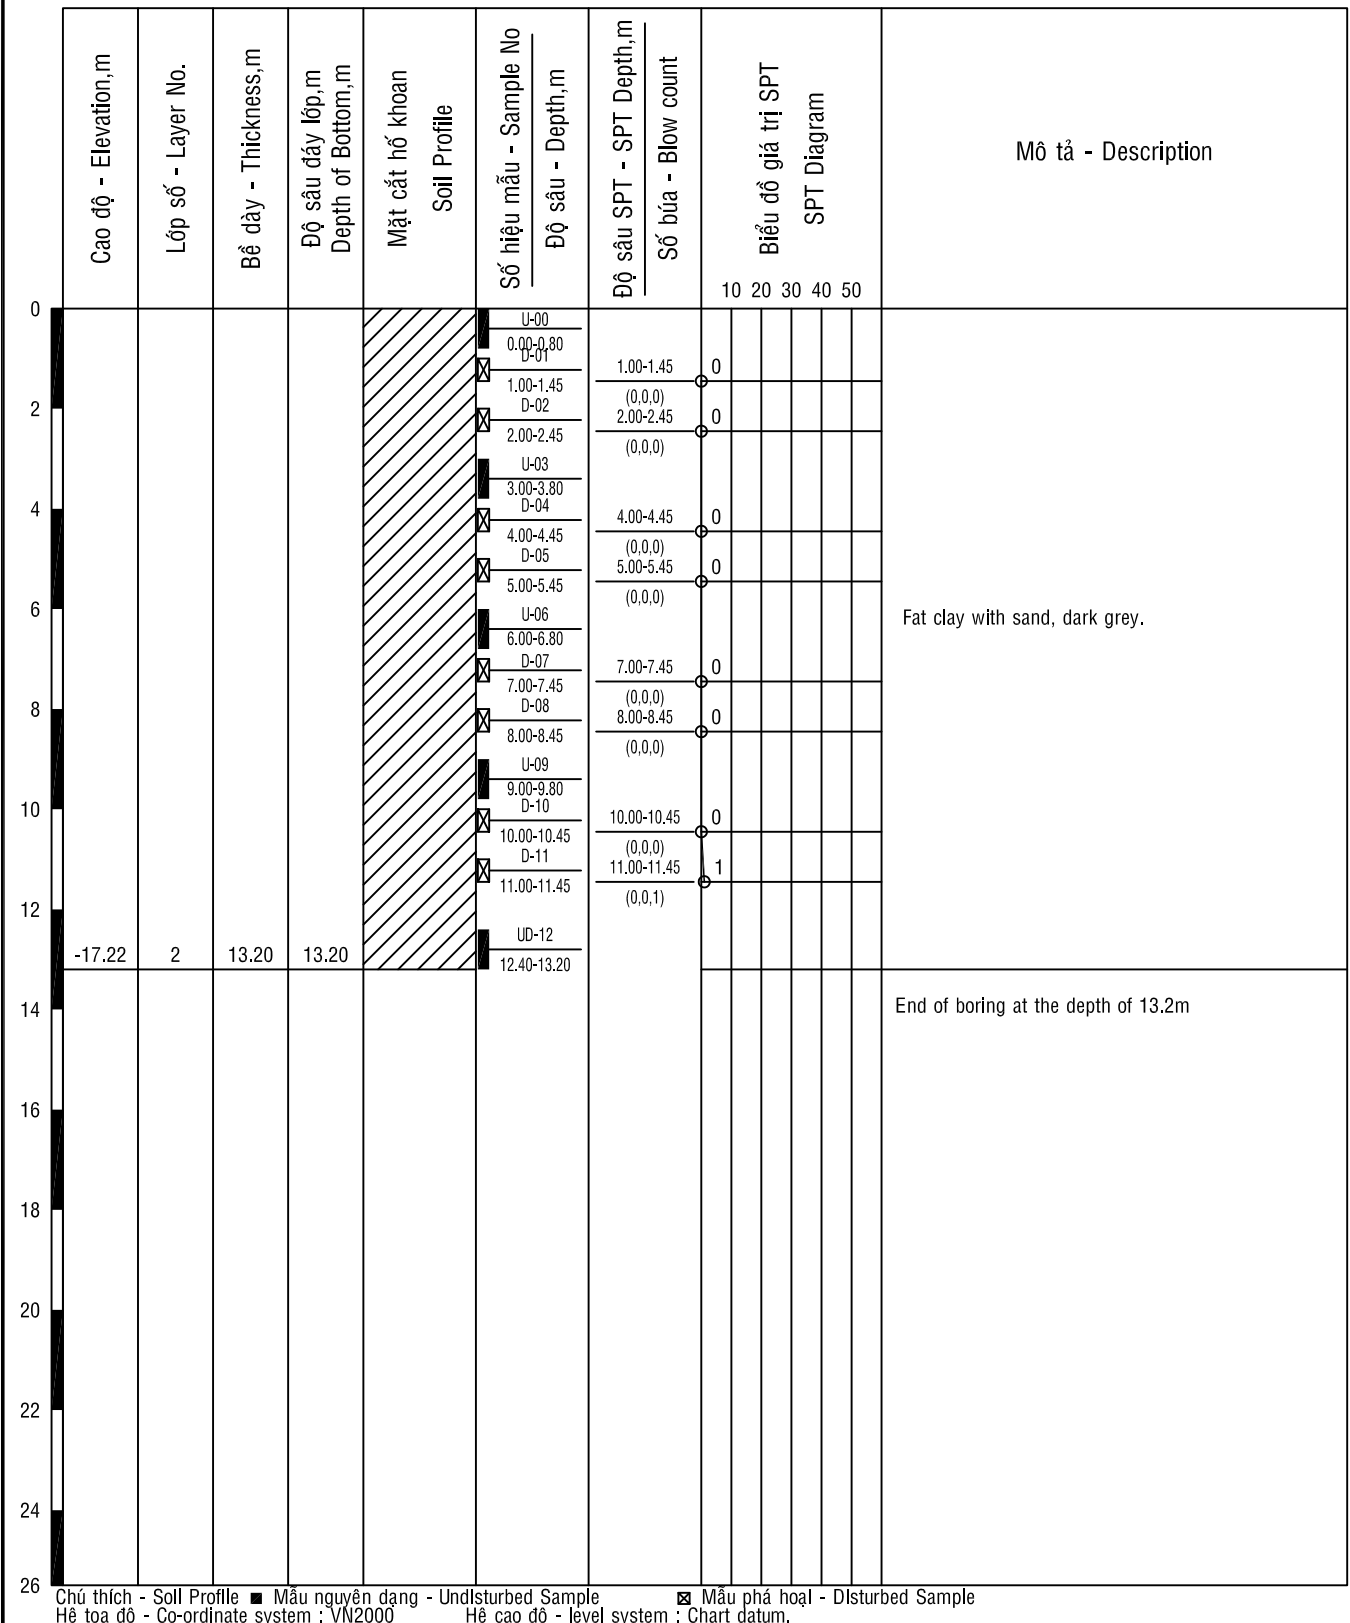 Cao độ - Elevation,m
Lớp số - Layer No.
Bề dày - Thickness,m
Độ sâu đáy lớp,m
Depth of Bottom,m
Mặt cắt hố khoan
Soil Profile
Số hiệu mẫu - Sample No
Độ sâu - Depth,m
Độ sâu SPT - SPT Depth,m
Số búa - Blow count
Biểu đồ giá trị SPT
SPT Diagram
10 20 30 40 50
Mô tả - Description
0
U-00
0.00-0.80
D-01
1.00-1.45
1.00-1.45
0
(0,0,0)
2
D-02
2.00-2.45
2.00-2.45
0
(0,0,0)
U-03
3.00-3.80
4
D-04
4.00-4.45
4.00-4.45
0
(0,0,0)
D-05
5.00-5.45
5.00-5.45
0
(0,0,0)
6
U-06
6.00-6.80
Fat clay with sand, dark grey.
D-07
7.00-7.45
7.00-7.45
0
(0,0,0)
8
D-08
8.00-8.45
8.00-8.45
0
(0,0,0)
U-09
9.00-9.80
10
D-10
10.00-10.45
10.00-10.45
0
(0,0,0)
D-11
11.00-11.45
11.00-11.45
1
(0,0,1)
12
UD-12
12.40-13.20
-17.22 2 13.20 13.20
14
End of boring at the depth of 13.2m
16
18
20
22
24
26
Chú thích - Soil Profile Mẫu nguyên dạng - Undisturbed Sample Mẫu phá hoại - Disturbed Sample
Hệ tọa độ - Co-ordinate system : VN2000 Hệ cao độ - level system : Chart datum.